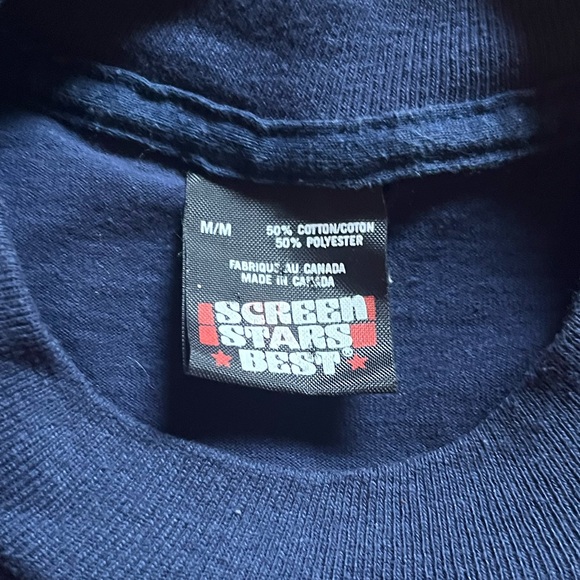 M/M 50% COTTON/COTON
50% POLYESTER
FABRIQUÉ AU CANADA
MADE IN CANADA
SCREEN
STARS
BEST®